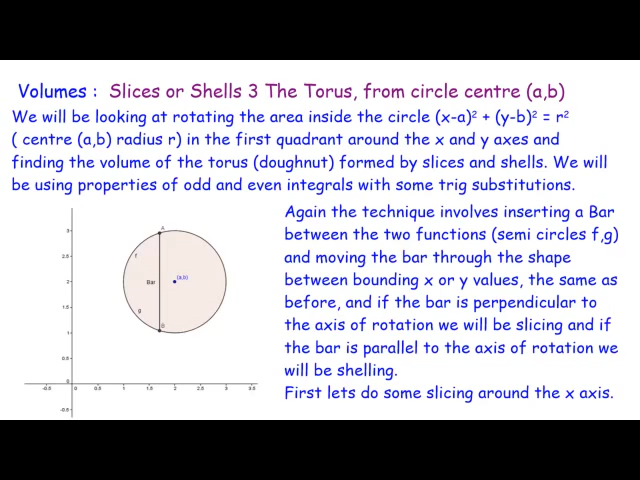 Volumes : Slices or Shells 3 The Torus, from circle centre (a,b)
We will be looking at rotating the area inside the circle (x-a)² + (y-b)² = r²
( centre (a,b) radius r) in the first quadrant around the x and y axes and
finding the volume of the torus (doughnut) formed by slices and shells. We will
be using properties of odd and even integrals with some trig substitutions.
Again the technique involves inserting a Bar
between the two functions (semi circles f,g)
and moving the bar through the shape
between bounding x or y values, the same as
before, and if the bar is perpendicular to
the axis of rotation we will be slicing and if
the bar is parallel to the axis of rotation we
will be shelling.
First lets do some slicing around the x axis.
3
2.5
2
1.5
1
0.5
0
-0.5
-0.5 0 0.5 1 1.5 2 2.5 3 3.5
A
f
(a,b)
Bar
g
B